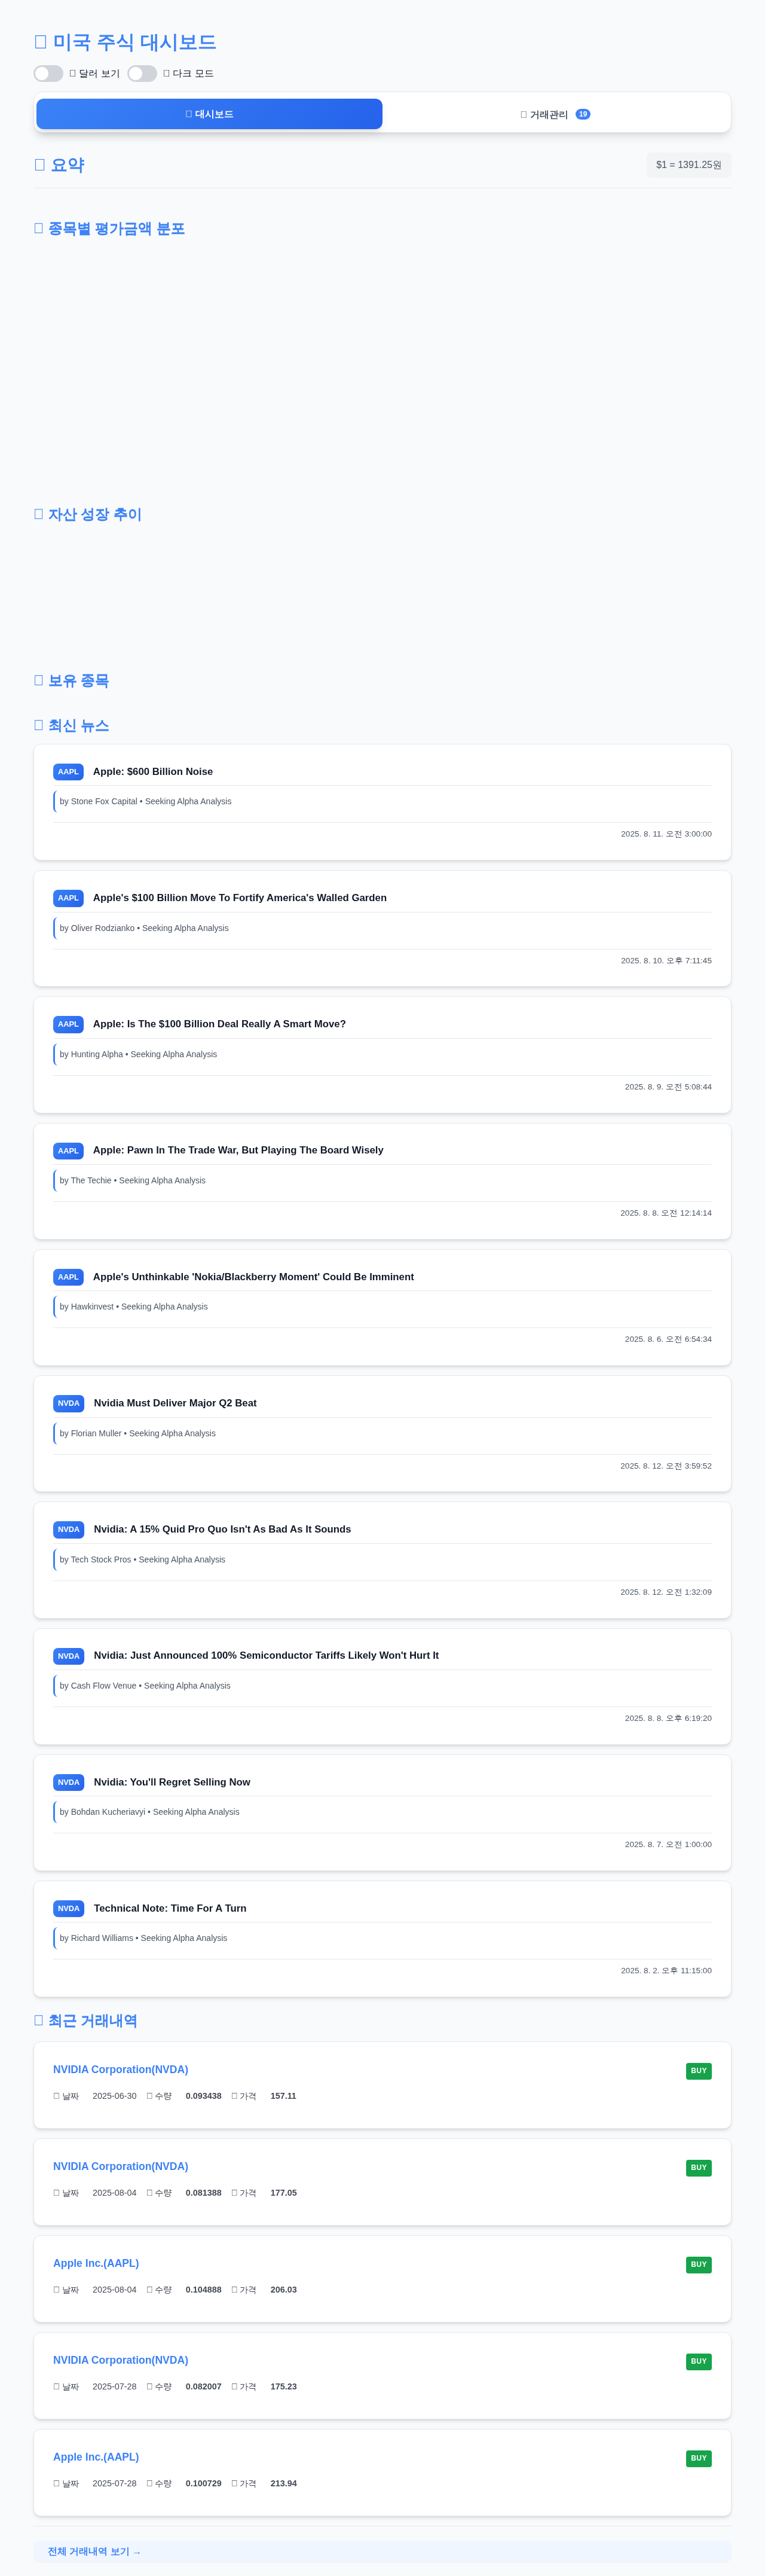 미국 주식 대시보드
달러 보기 다크 모드
대시보드 거래관리 19
요약 $1 = 1391.25원
종목별 평가금액 분포
자산 성장 추이
보유 종목
최신 뉴스
AAPL Apple: $600 Billion Noise
by Stone Fox Capital • Seeking Alpha Analysis
2025. 8. 11. 오전 3:00:00
AAPL Apple's $100 Billion Move To Fortify America's Walled Garden
by Oliver Rodzianko • Seeking Alpha Analysis
2025. 8. 10. 오후 7:11:45
AAPL Apple: Is The $100 Billion Deal Really A Smart Move?
by Hunting Alpha • Seeking Alpha Analysis
2025. 8. 9. 오전 5:08:44
AAPL Apple: Pawn In The Trade War, But Playing The Board Wisely
by The Techie • Seeking Alpha Analysis
2025. 8. 8. 오전 12:14:14
AAPL Apple's Unthinkable 'Nokia/Blackberry Moment' Could Be Imminent
by Hawkinvest • Seeking Alpha Analysis
2025. 8. 6. 오전 6:54:34
NVDA Nvidia Must Deliver Major Q2 Beat
by Florian Muller • Seeking Alpha Analysis
2025. 8. 12. 오전 3:59:52
NVDA Nvidia: A 15% Quid Pro Quo Isn't As Bad As It Sounds
by Tech Stock Pros • Seeking Alpha Analysis
2025. 8. 12. 오전 1:32:09
NVDA Nvidia: Just Announced 100% Semiconductor Tariffs Likely Won't Hurt It
by Cash Flow Venue • Seeking Alpha Analysis
2025. 8. 8. 오후 6:19:20
NVDA Nvidia: You'll Regret Selling Now
by Bohdan Kucheriavyi • Seeking Alpha Analysis
2025. 8. 7. 오전 1:00:00
NVDA Technical Note: Time For A Turn
by Richard Williams • Seeking Alpha Analysis
2025. 8. 2. 오후 11:15:00
최근 거래내역
NVIDIA Corporation(NVDA) BUY
날짜 2025-06-30 수량 0.093438 가격 157.11
NVIDIA Corporation(NVDA) BUY
날짜 2025-08-04 수량 0.081388 가격 177.05
Apple Inc.(AAPL) BUY
날짜 2025-08-04 수량 0.104888 가격 206.03
NVIDIA Corporation(NVDA) BUY
날짜 2025-07-28 수량 0.082007 가격 175.23
Apple Inc.(AAPL) BUY
날짜 2025-07-28 수량 0.100729 가격 213.94
전체 거래내역 보기 →